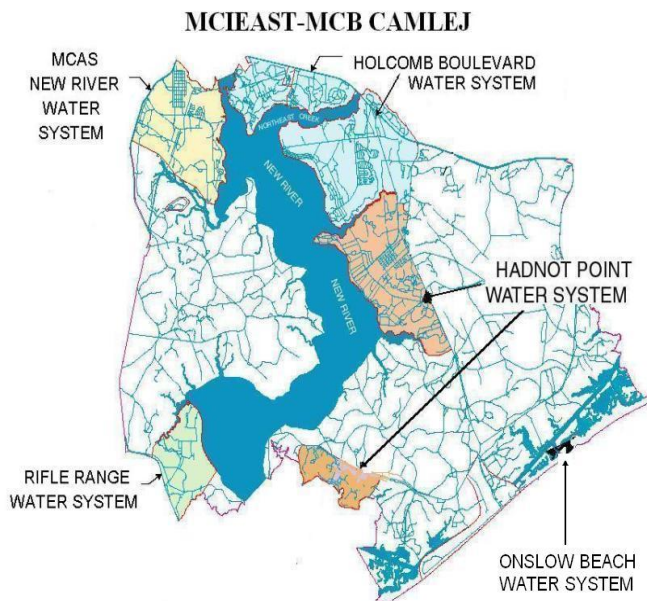 MCIEAST-MCB CAMLEJ
MCAS
NEW RIVER
WATER
SYSTEM
HOLCOMB BOULEVARD
WATER SYSTEM
NORTHEAST CREEK
NEW RIVER
NEW RIVER
HADNOT POINT
WATER SYSTEM
RIFLE RANGE
WATER SYSTEM
ONSLOW BEACH
WATER SYSTEM